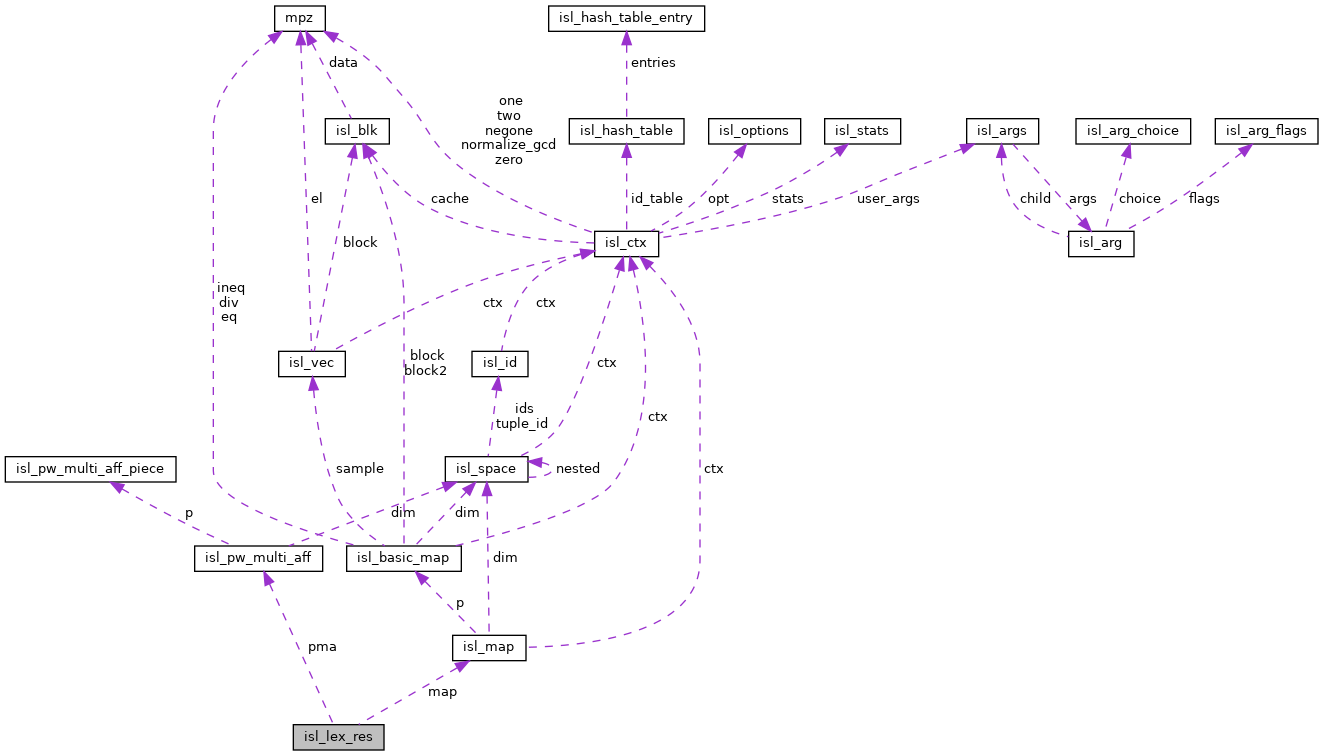 mpz
isl_hash_table_entry
data
entries
one
two
negone
normalize_gcd
zero
isl_blk
isl_hash_table
isl_options
isl_stats
isl_args
isl_arg_choice
isl_arg_flags
el
cache
id_table
opt
stats
user_args
child
args
choice
flags
block
isl_ctx
isl_arg
ineq
div
eq
ctx
ctx
isl_vec
block
block2
isl_id
ctx
ids
tuple_id
ctx
isl_pw_multi_aff_piece
sample
isl_space
nested
ctx
p
dim
dim
isl_pw_multi_aff
isl_basic_map
dim
p
pma
isl_map
map
isl_lex_res